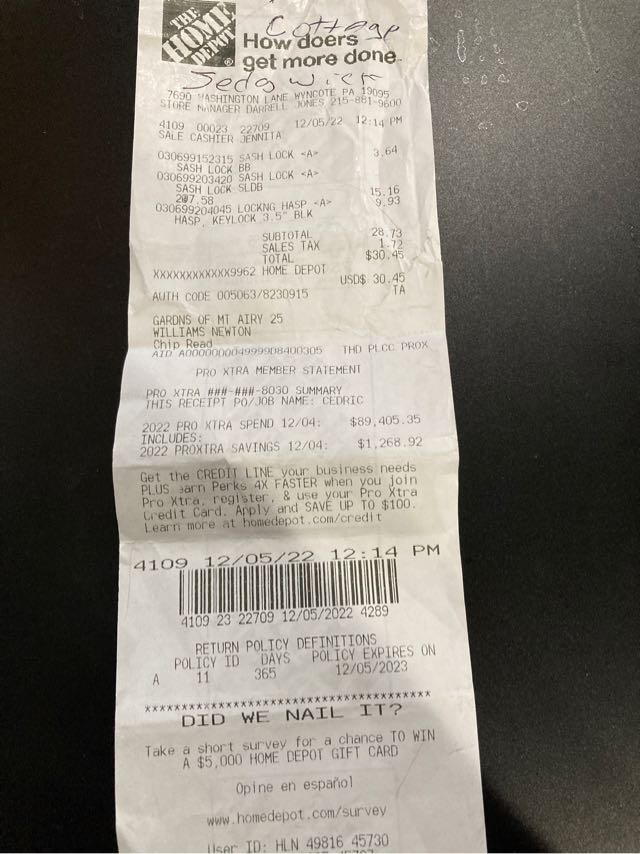 THE
HOME
DEPOT
®
Cottage
How doers
get more done.
Sedgwick
7690 WASHINGTON LANE WYNCOTE PA 19095
STORE MANAGER DARRELL JONES 215-881-9600
4109 00023 22709 12/05/22 12:14 PM
SALE CASHIER JENNITA
030699152315 SASH LOCK <A> 3.64
SASH LOCK BB
030699203420 SASH LOCK <A>
SASH LOCK SLDB
2@7.58 15.16
030699204045 LOCKNG HASP <A> 9.93
HASP, KEYLOCK 3.5" BLK
SUBTOTAL 28.73
SALES TAX 1.72
TOTAL $30.45
XXXXXXXXXXXX9962 HOME DEPOT
USD$ 30.45
AUTH CODE 005063/8230915 TA
GARDNS OF MT AIRY 25
WILLIAMS NEWTON
Chip Read
AID A0000000049999D8400305 THD PLCC PROX
PRO XTRA MEMBER STATEMENT
PRO XTRA ###-###-8030 SUMMARY
THIS RECEIPT PO/JOB NAME: CEDRIC
2022 PRO XTRA SPEND 12/04: $89,405.35
INCLUDES:
2022 PROXTRA SAVINGS 12/04: $1,268.92
Get the CREDIT LINE your business needs
PLUS earn Perks 4X FASTER when you join
Pro Xtra, register, & use your Pro Xtra
Credit Card. Apply and SAVE UP TO $100.
Learn more at homedepot.com/credit
4109 12/05/22 12:14 PM
4109 23 22709 12/05/2022 4289
RETURN POLICY DEFINITIONS
POLICY ID DAYS POLICY EXPIRES ON
A 11 365 12/05/2023
****************************************
DID WE NAIL IT?
Take a short survey for a chance TO WIN
A $5,000 HOME DEPOT GIFT CARD
Opine en español
www.homedepot.com/survey
User ID: HLN 49816 45730